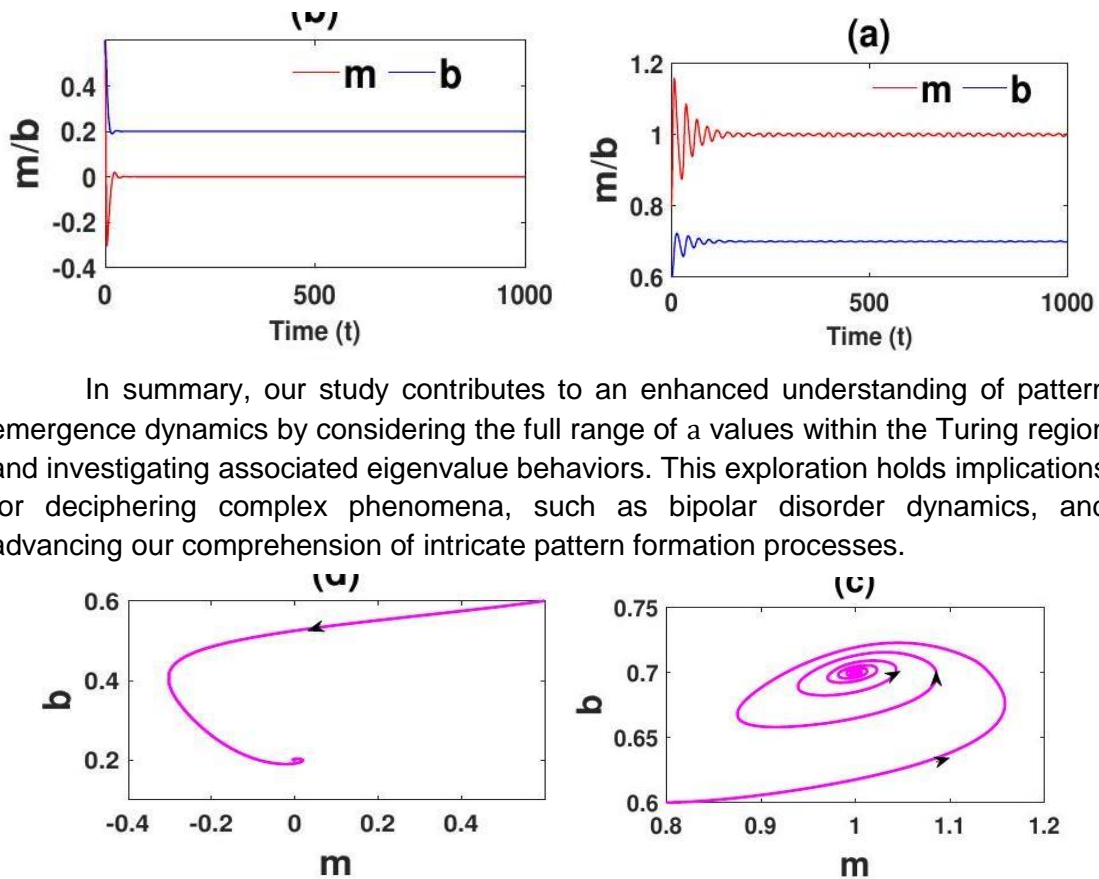 (b)
m b
0.4
0.2
0
-0.2
-0.4
m/b
0 500 1000
Time (t)
(a)
1.2
m b
1
0.8
0.6
m/b
0 500 1000
Time (t)
In summary, our study contributes to an enhanced understanding of pattern
emergence dynamics by considering the full range of a values within the Turing region
and investigating associated eigenvalue behaviors. This exploration holds implications
for deciphering complex phenomena, such as bipolar disorder dynamics, and
advancing our comprehension of intricate pattern formation processes.
(d)
0.6
0.4
0.2
b
-0.4 -0.2 0 0.2 0.4
m
(c)
0.75
0.7
0.65
0.6
b
0.8 0.9 1 1.1 1.2
m